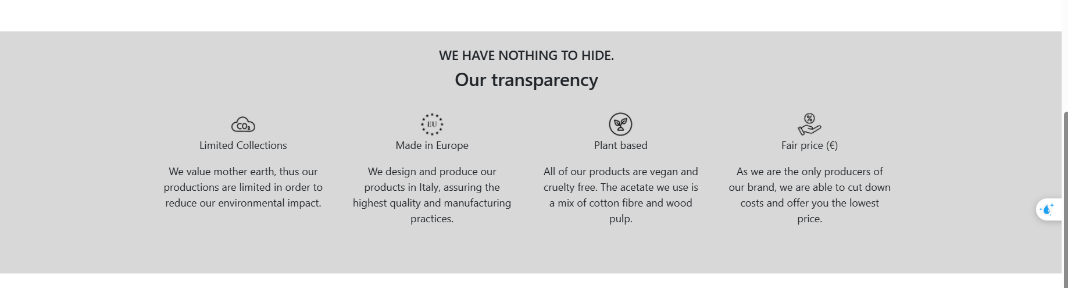 WE HAVE NOTHING TO HIDE.
Our transparency
CO₂
Limited Collections
We value mother earth, thus our
productions are limited in order to
reduce our environmental impact.
EU
Made in Europe
We design and produce our
products in Italy, assuring the
highest quality and manufacturing
practices.
Plant based
All of our products are vegan and
cruelty free. The acetate we use is
a mix of cotton fibre and wood
pulp.
%
Fair price (€)
As we are the only producers of
our brand, we are able to cut down
costs and offer you the lowest
price.